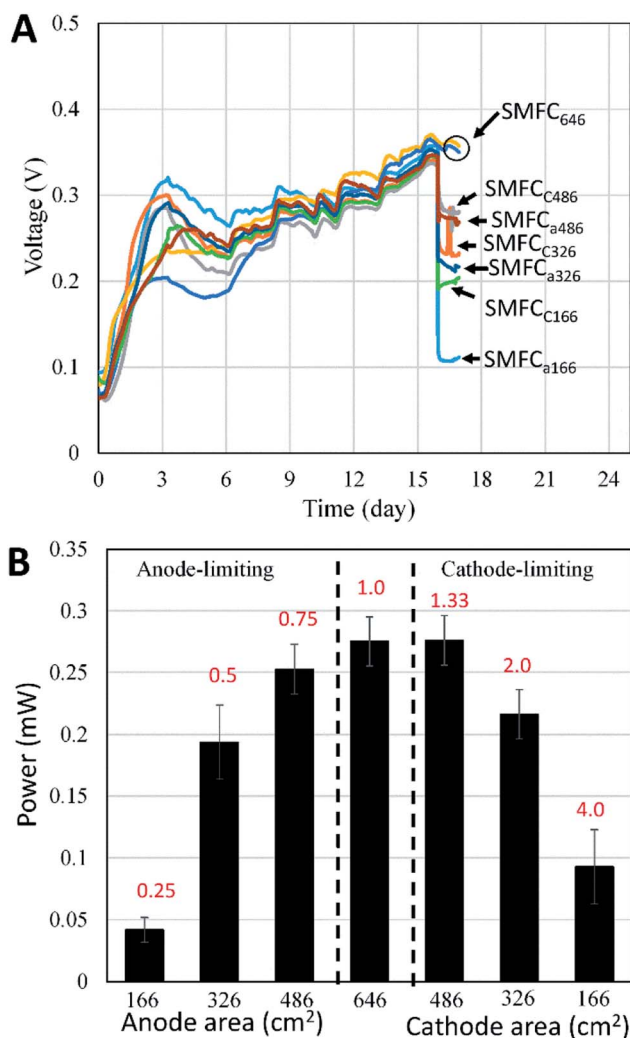 A
0.5
0.4
0.3
0.2
0.1
0
Voltage (V)
SMFC646
SMFCC486
SMFCa486
SMFCC326
SMFCa326
SMFCC166
SMFCa166
0 3 6 9 12 15 18 21 24
Time (day)
B
0.35
0.3
0.25
0.2
0.15
0.1
0.05
0
Power (mW)
Anode-limiting Cathode-limiting
0.25 0.5 0.75 1.0 1.33 2.0 4.0
166 326 486 646 486 326 166
Anode area (cm²) Cathode area (cm²)